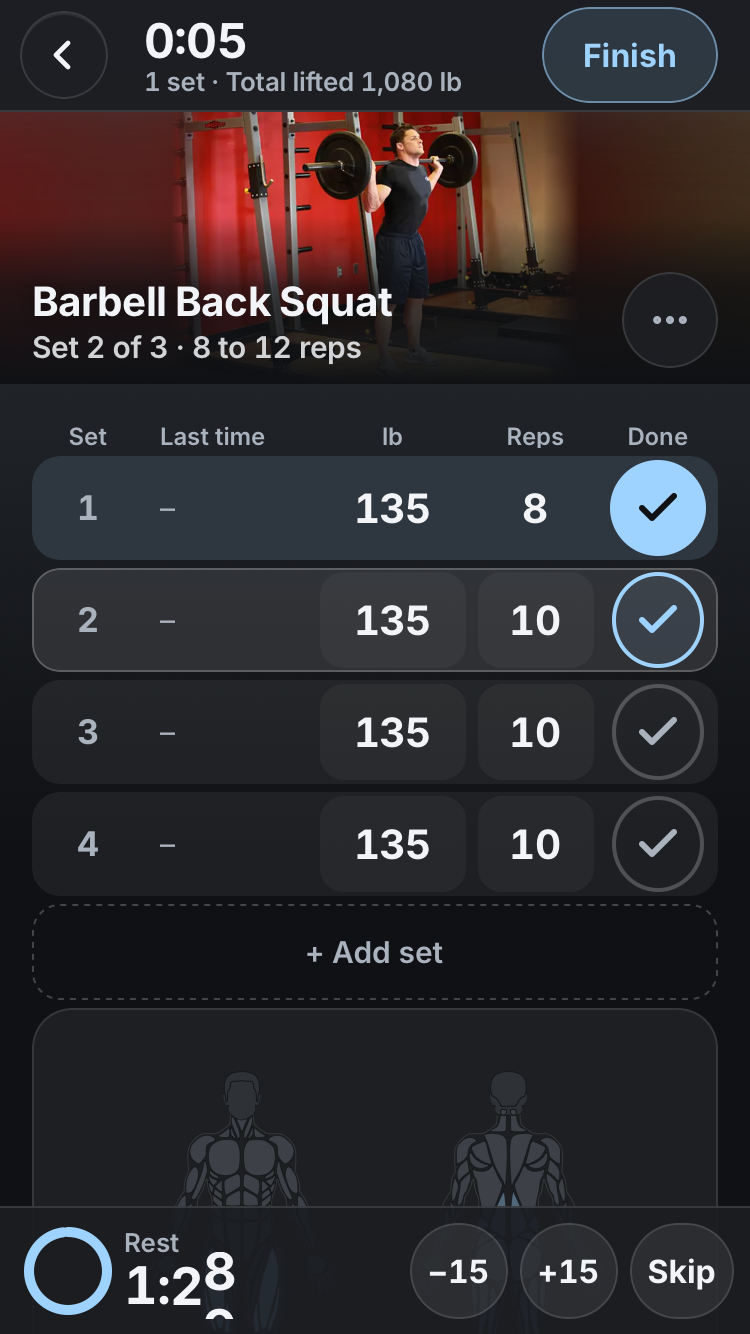 0:05
1 set · Total lifted 1,080 lb
Finish
Barbell Back Squat
Set 2 of 3 · 8 to 12 reps
Set Last time lb Reps Done
1 – 135 8
2 – 135 10
3 – 135 10
4 – 135 10
+ Add set
Rest
1:28
−15 +15 Skip